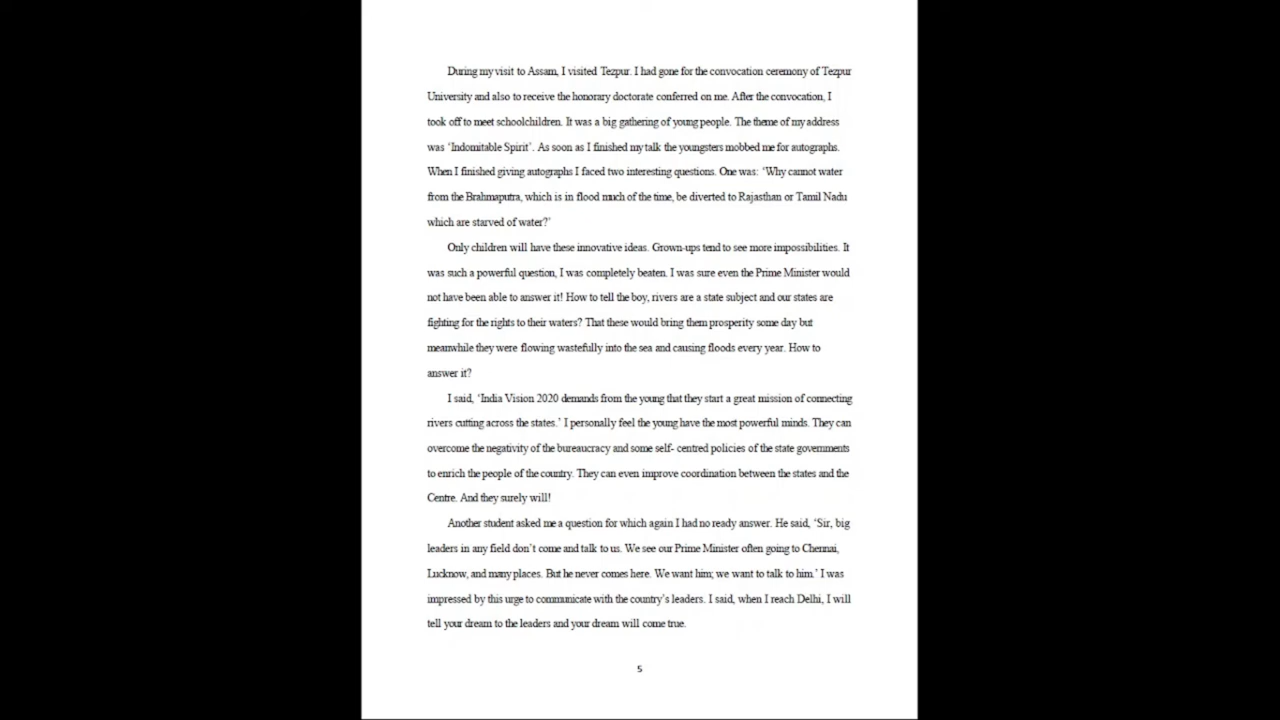 During my visit to Assam, I visited Tezpur. I had gone for the convocation ceremony of Tezpur
University and also to receive the honorary doctorate conferred on me. After the convocation, I
took off to meet schoolchildren. It was a big gathering of young people. The theme of my address
was ‘Indomitable Spirit’. As soon as I finished my talk the youngsters mobbed me for autographs.
When I finished giving autographs I faced two interesting questions. One was: ‘Why cannot water
from the Brahmaputra, which is in flood much of the time, be diverted to Rajasthan or Tamil Nadu
which are starved of water?’
Only children will have these innovative ideas. Grown-ups tend to see more impossibilities. It
was such a powerful question, I was completely beaten. I was sure even the Prime Minister would
not have been able to answer it! How to tell the boy, rivers are a state subject and our states are
fighting for the rights to their waters? That these would bring them prosperity some day but
meanwhile they were flowing wastefully into the sea and causing floods every year. How to
answer it?
I said, ‘India Vision 2020 demands from the young that they start a great mission of connecting
rivers cutting across the states.’ I personally feel the young have the most powerful minds. They can
overcome the negativity of the bureaucracy and some self- centred policies of the state governments
to enrich the people of the country. They can even improve coordination between the states and the
Centre. And they surely will!
Another student asked me a question for which again I had no ready answer. He said, ‘Sir, big
leaders in any field don’t come and talk to us. We see our Prime Minister often going to Chennai,
Lucknow, and many places. But he never comes here. We want him; we want to talk to him.’ I was
impressed by this urge to communicate with the country’s leaders. I said, when I reach Delhi, I will
tell your dream to the leaders and your dream will come true.
5